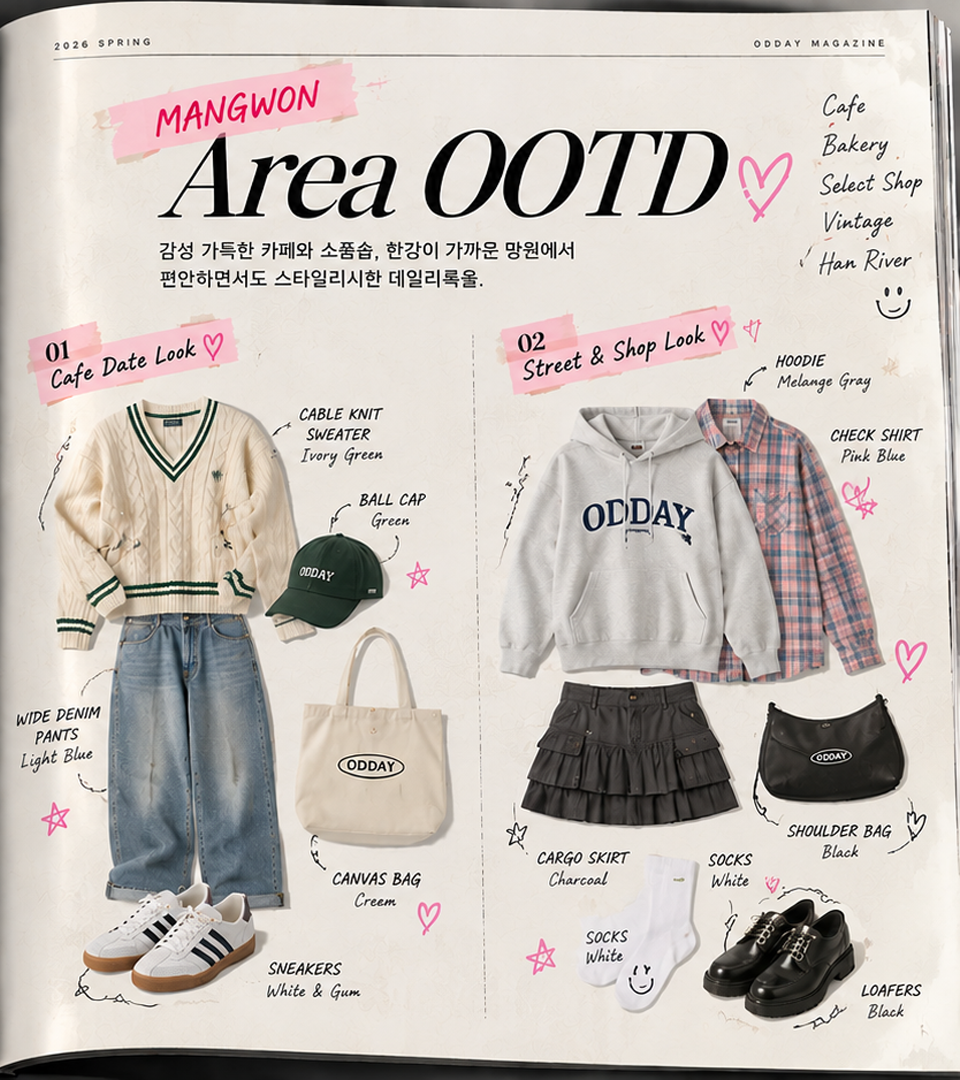 2026 SPRING
ODDAY MAGAZINE
MANGWON
Area OOTD
감성 가득한 카페와 소품숍, 한강이 가까운 망원에서
편안하면서도 스타일리시한 데일리룩올.
Cafe
Bakery
Select Shop
Vintage
Han River
01
Cafe Date Look
CABLE KNIT
SWEATER
Ivory Green
BALL CAP
Green
ODDAY
WIDE DENIM
PANTS
Light Blue
ODDAY
CANVAS BAG
Creem
SNEAKERS
White & Gum
02
Street & Shop Look
HOODIE
Melange Gray
CHECK SHIRT
Pink Blue
ODDAY
ODDAY
SHOULDER BAG
Black
CARGO SKIRT
Charcoal
SOCKS
White
SOCKS
White
LOAFERS
Black